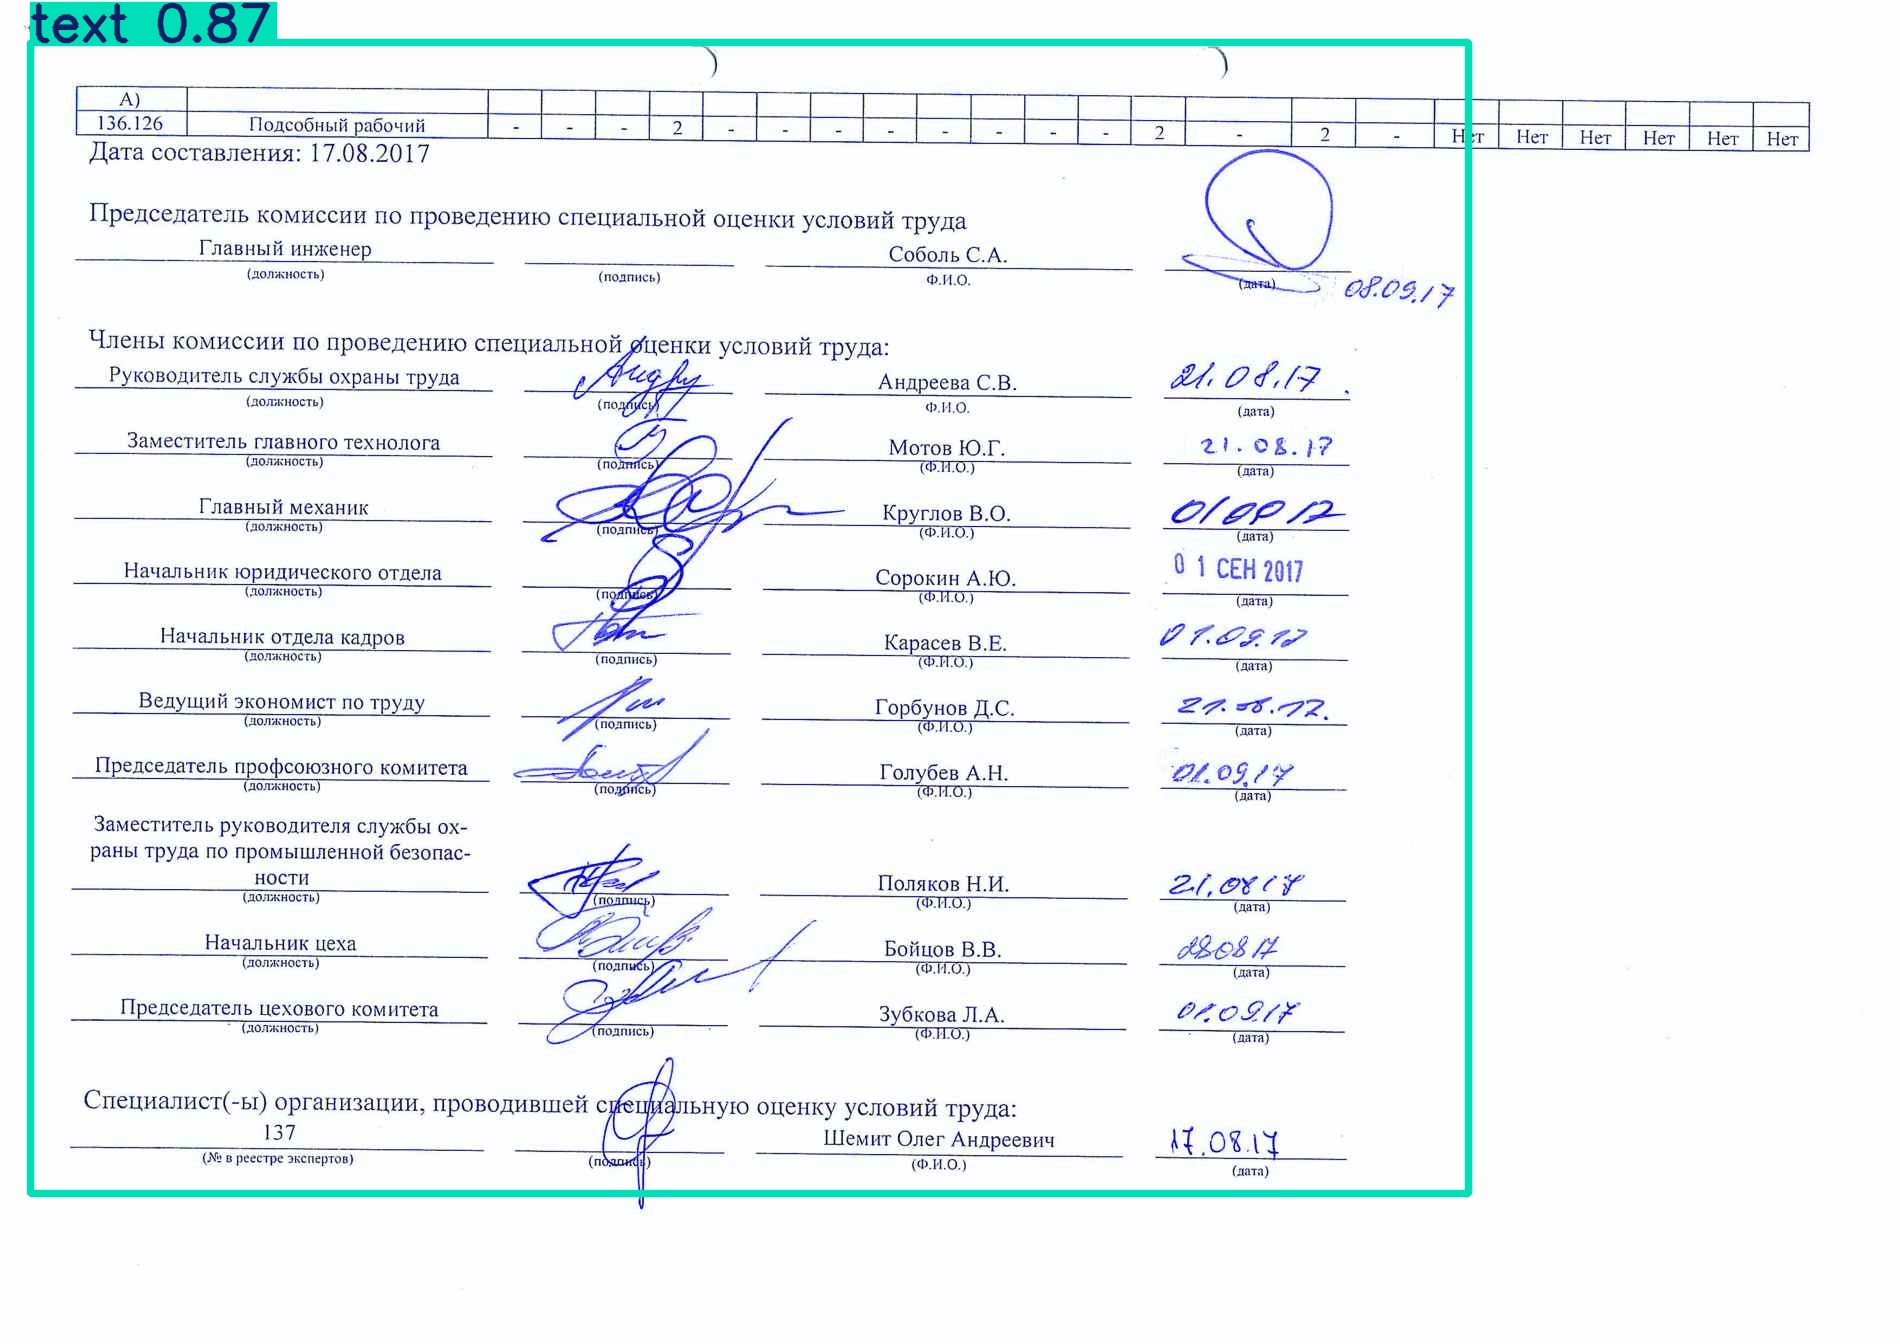 text 0.87
А)
136.126 Подсобный рабочий - - - 2 - - - - - - - - 2 - 2 - Нет Нет Нет Нет Нет Нет
Дата составления: 17.08.2017
Председатель комиссии по проведению специальной оценки условий труда
Главный инженер Соболь С.А.
(должность) (подпись) Ф.И.О. (дата) 08.09.17
Члены комиссии по проведению специальной оценки условий труда:
Руководитель службы охраны труда Андреева С.В. 21.08.17
(должность) (подпись) Ф.И.О. (дата)
Заместитель главного технолога Мотов Ю.Г. 21.08.17
(должность) (подпись) (Ф.И.О.) (дата)
Главный механик Круглов В.О. 01 09 17
(должность) (подпись) (Ф.И.О.) (дата)
Начальник юридического отдела Сорокин А.Ю. 01 СЕН 2017
(должность) (подпись) (Ф.И.О.) (дата)
Начальник отдела кадров Карасев В.Е. 01.09.17
(должность) (подпись) (Ф.И.О.) (дата)
Ведущий экономист по труду Горбунов Д.С. 21.08.17.
(должность) (подпись) (Ф.И.О.) (дата)
Председатель профсоюзного комитета Голубев А.Н. 01.09.17
(должность) (подпись) (Ф.И.О.) (дата)
Заместитель руководителя службы ох-
раны труда по промышленной безопас-
ности Поляков Н.И. 21.08 17
(должность) (подпись) (Ф.И.О.) (дата)
Начальник цеха Бойцов В.В. 280817
(должность) (подпись) (Ф.И.О.) (дата)
Председатель цехового комитета Зубкова Л.А. 01.09.17
(должность) (подпись) (Ф.И.О.) (дата)
Специалист(-ы) организации, проводившей специальную оценку условий труда:
137 Шемит Олег Андреевич 17.08.17
(№ в реестре экспертов) (подпись) (Ф.И.О.) (дата)